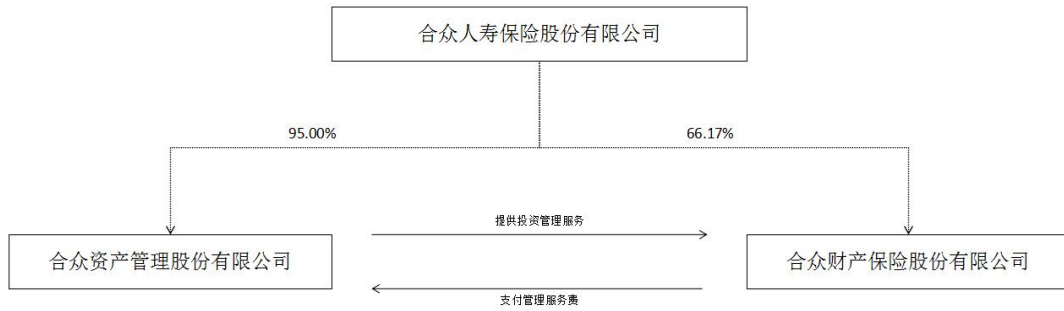 合众人寿保险股份有限公司
95.00%
66.17%
提供投资管理服务
合众资产管理股份有限公司
合众财产保险股份有限公司
支付管理服务费